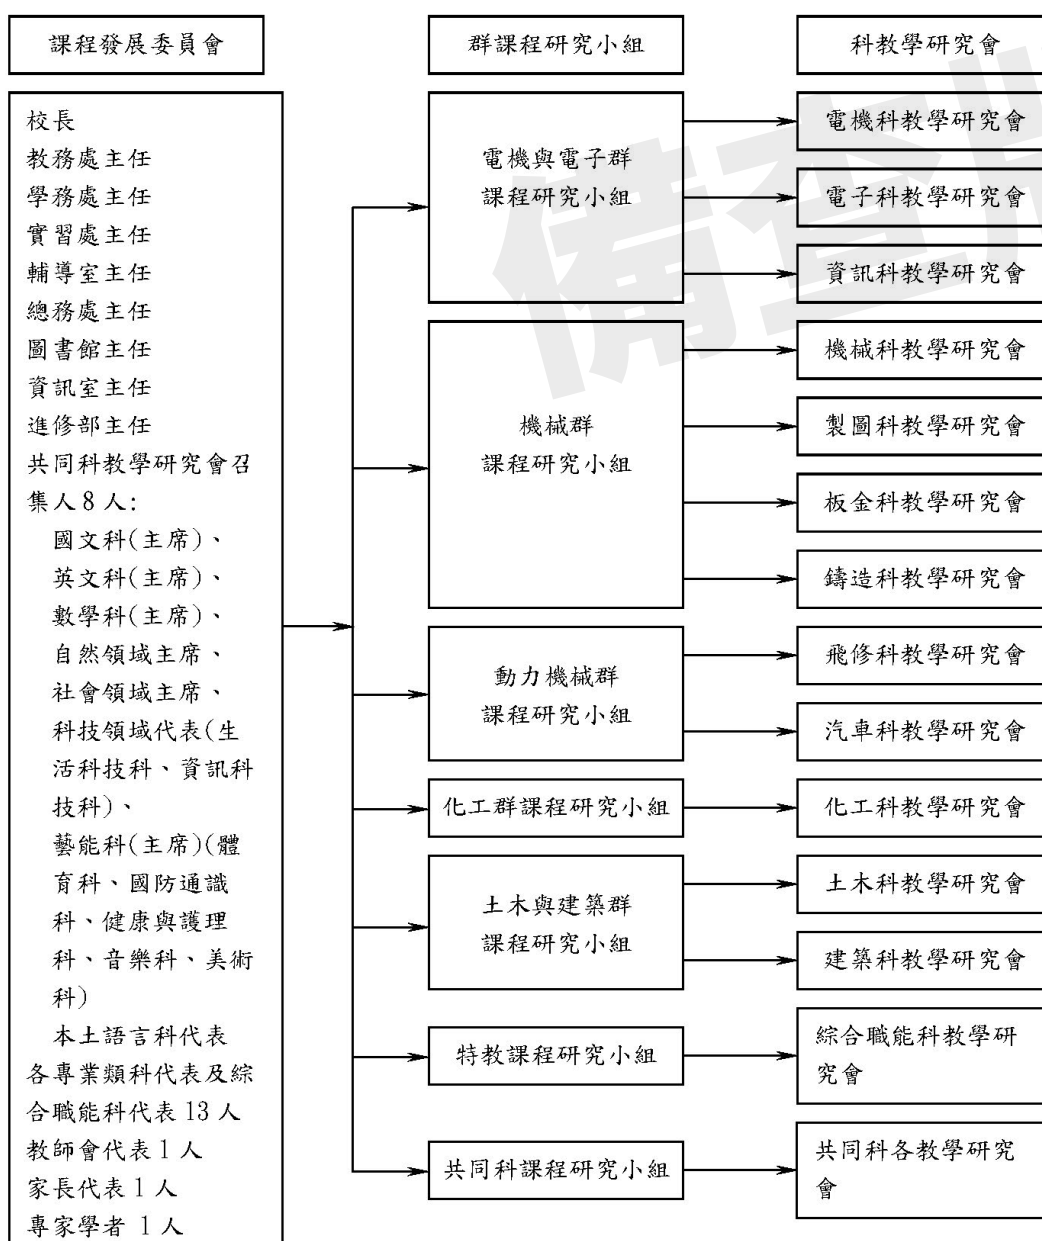 課程發展委員會
校長
教務處主任
學務處主任
實習處主任
輔導室主任
總務處主任
圖書館主任
資訊室主任
進修部主任
共同科教學研究會召
集人8人:
國文科(主席)、
英文科(主席)、
數學科(主席)、
自然領域主席、
社會領域主席、
科技領域代表(生
活科技科、資訊科
技科)、
藝能科(主席)(體
育科、國防通識
科、健康與護理
科、音樂科、美術
科)
本土語言科代表
各專業類科代表及綜
合職能科代表13人
教師會代表1人
家長代表1人
專家學者 1人
群課程研究小組
電機與電子群
課程研究小組
機械群
課程研究小組
動力機械群
課程研究小組
化工群課程研究小組
土木與建築群
課程研究小組
特教課程研究小組
共同科課程研究小組
科教學研究會
電機科教學研究會
電子科教學研究會
資訊科教學研究會
機械科教學研究會
製圖科教學研究會
板金科教學研究會
鑄造科教學研究會
飛修科教學研究會
汽車科教學研究會
化工科教學研究會
土木科教學研究會
建築科教學研究會
綜合職能科教學研
究會
共同科各教學研究
會
備查